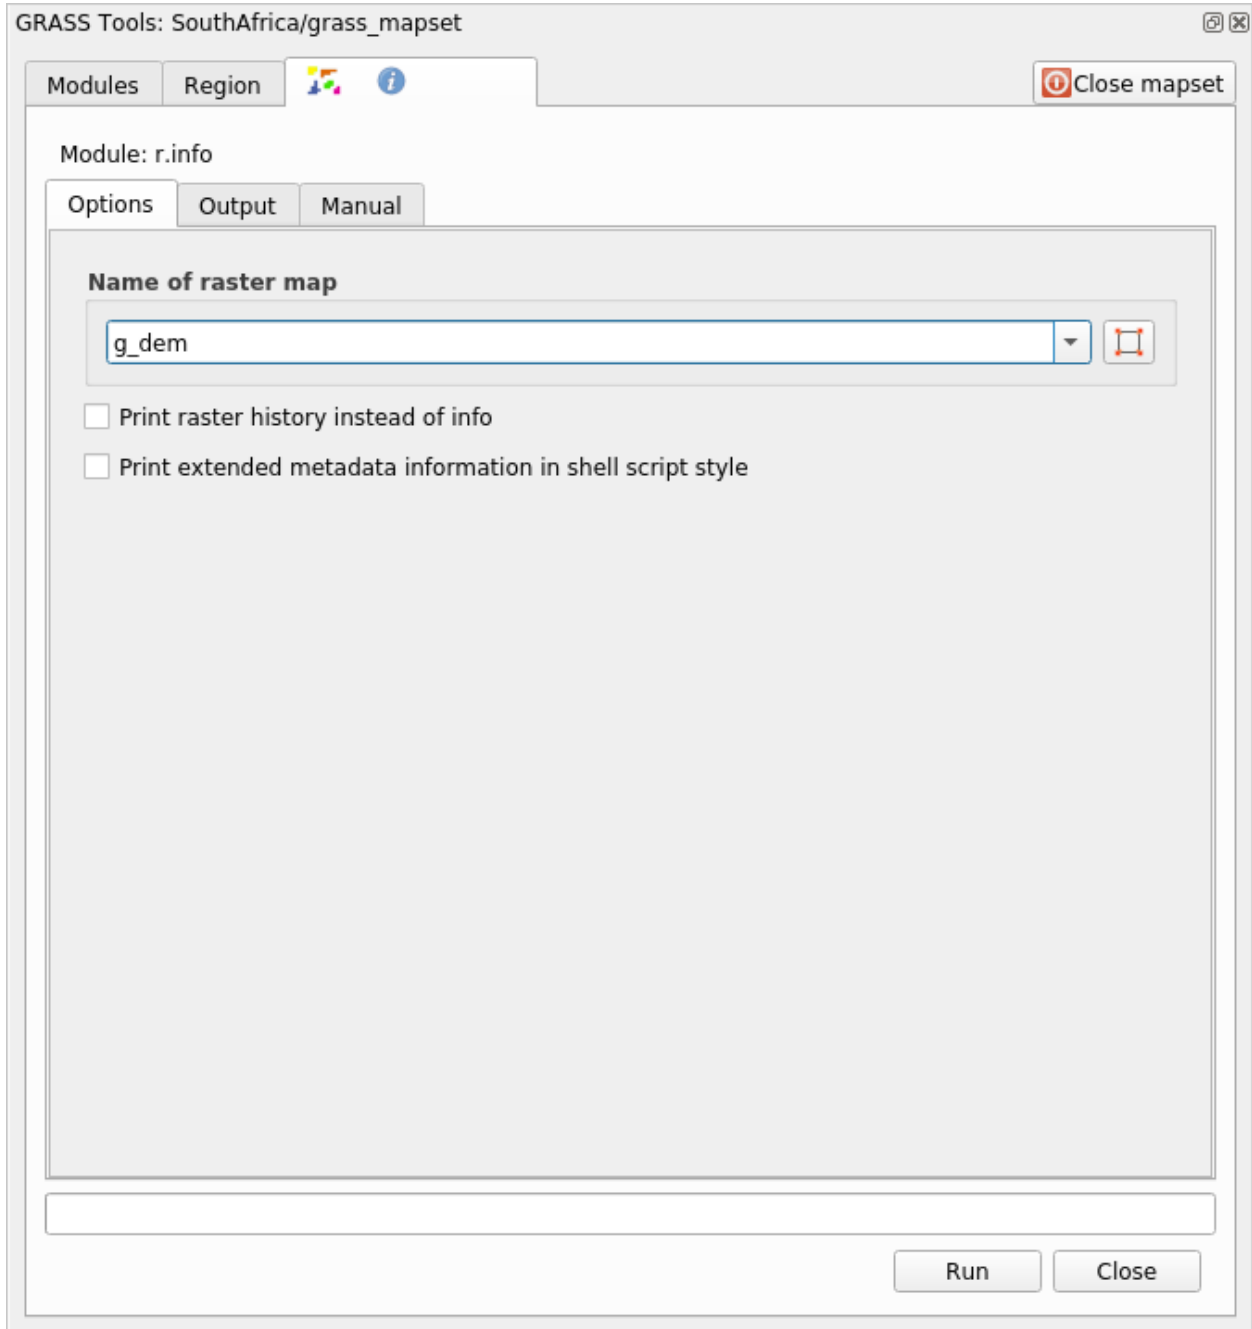 GRASS Tools: SouthAfrica/grass_mapset
Modules Region Close mapset
Module: r.info
Options Output Manual
Name of raster map
g_dem
Print raster history instead of info
Print extended metadata information in shell script style
Run Close